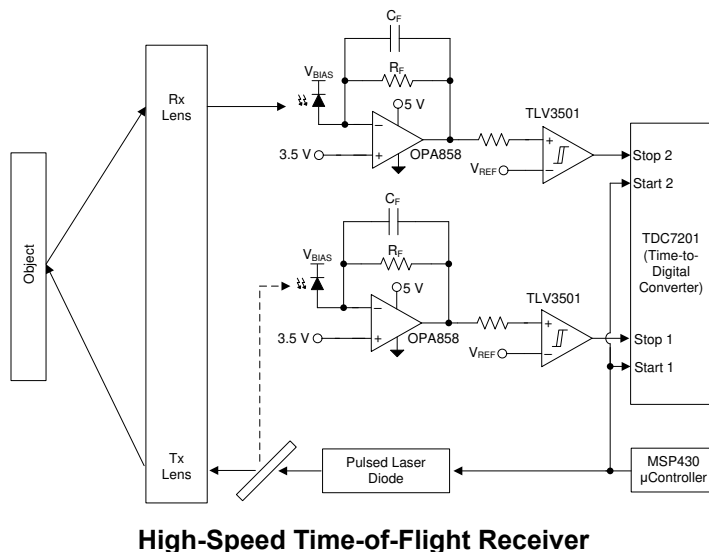 C_F
V_BIAS
R_F
5 V
Rx
Lens
TLV3501
3.5 V
OPA858
V_REF
Stop 2
Start 2
C_F
TDC7201
(Time-to-
Digital
Converter)
Object
V_BIAS
R_F
5 V
TLV3501
3.5 V
OPA858
V_REF
Stop 1
Start 1
Tx
Lens
Pulsed Laser
Diode
MSP430
µController
High-Speed Time-of-Flight Receiver